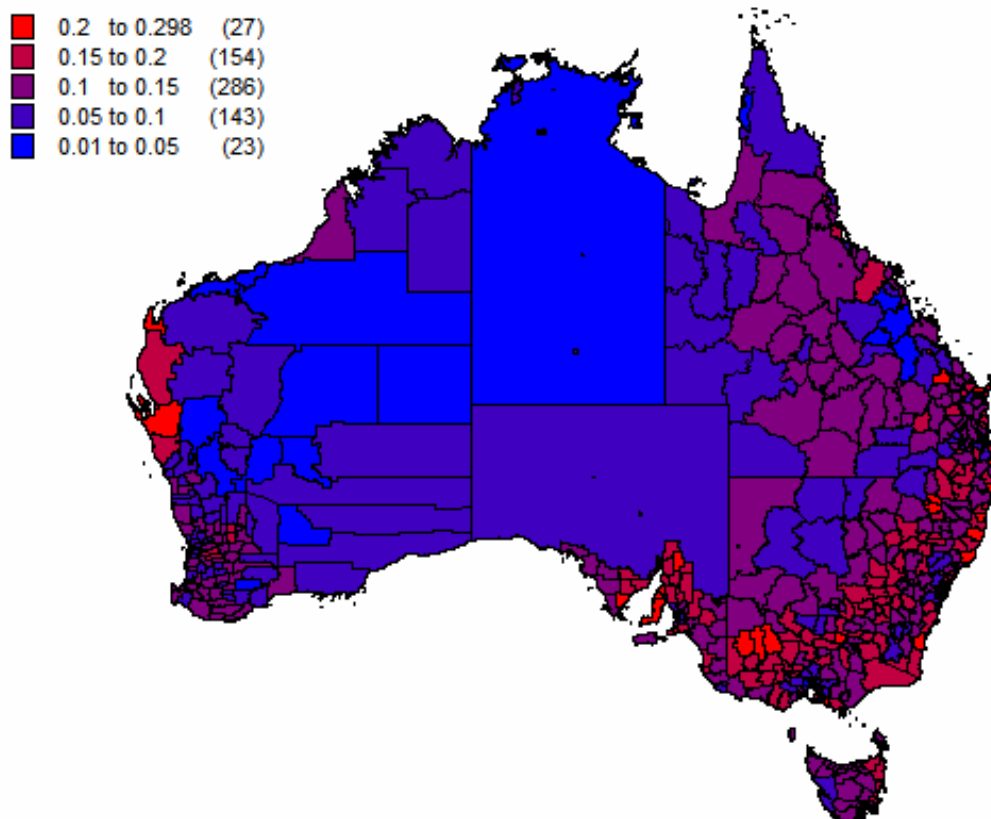 0.2 to 0.298 (27)
0.15 to 0.2 (154)
0.1 to 0.15 (286)
0.05 to 0.1 (143)
0.01 to 0.05 (23)